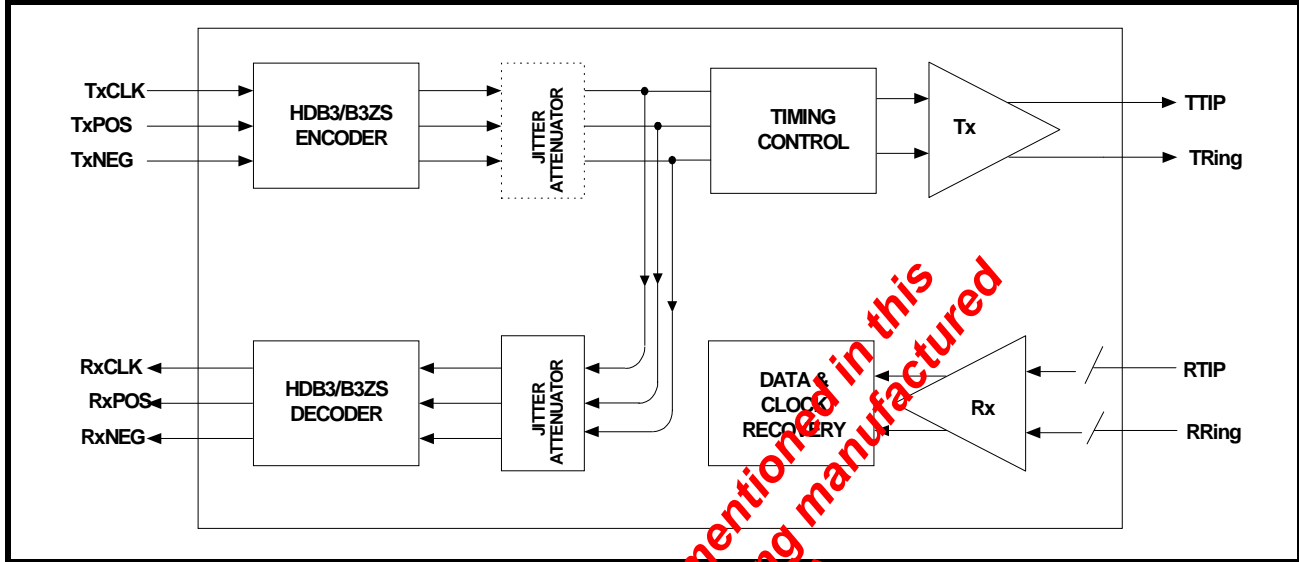 TxCLK
TxPOS
TxNEG
HDB3/B3ZS
ENCODER
JITTER
ATTENUATOR
TIMING
CONTROL
Tx
TTIP
TRing
RxCLK
RxPOS
RxNEG
HDB3/B3ZS
DECODER
JITTER
ATTENUATOR
DATA &
CLOCK
RECOVERY
Rx
RTIP
RRing
mentioned in this
manufactured